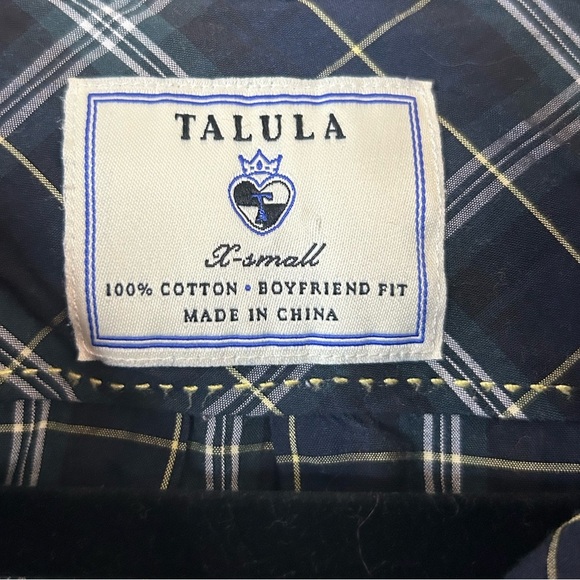 TALULA
T
X-small
100% COTTON • BOYFRIEND FIT
MADE IN CHINA